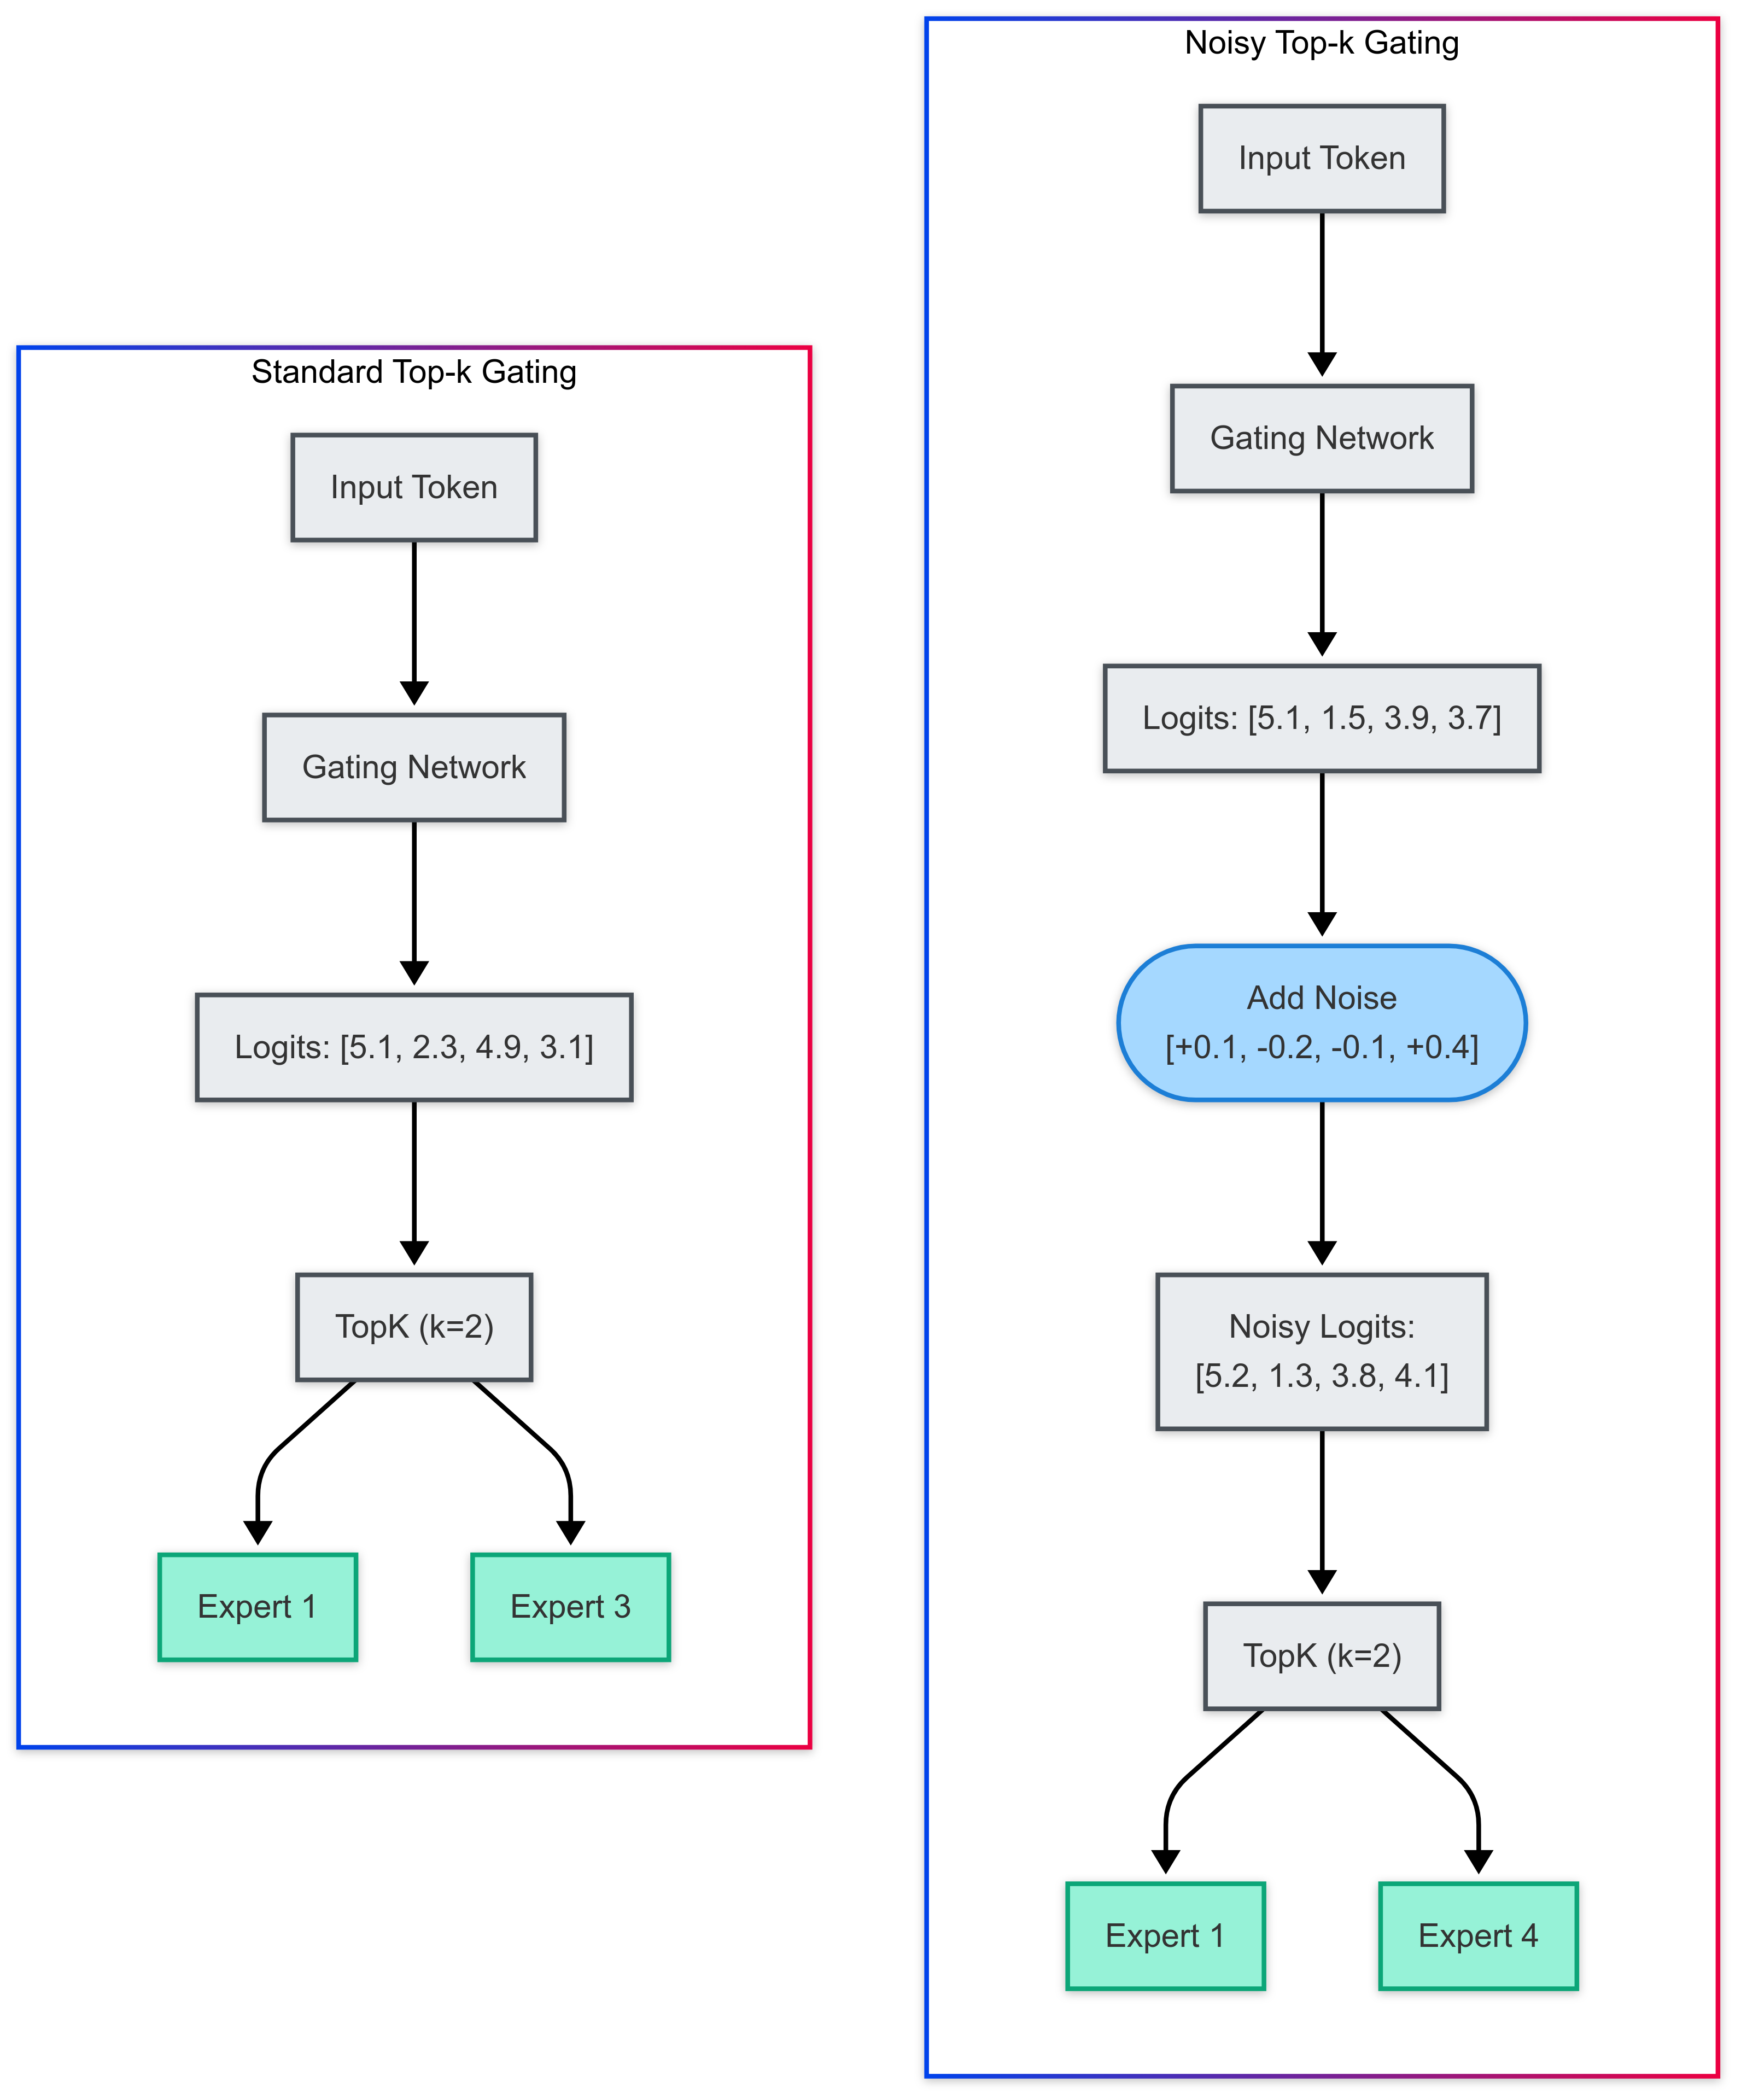 Standard Top-k Gating
Input Token
Gating Network
Logits: [5.1, 2.3, 4.9, 3.1]
TopK (k=2)
Expert 1
Expert 3
Noisy Top-k Gating
Input Token
Gating Network
Logits: [5.1, 1.5, 3.9, 3.7]
Add Noise
[+0.1, -0.2, -0.1, +0.4]
Noisy Logits:
[5.2, 1.3, 3.8, 4.1]
TopK (k=2)
Expert 1
Expert 4